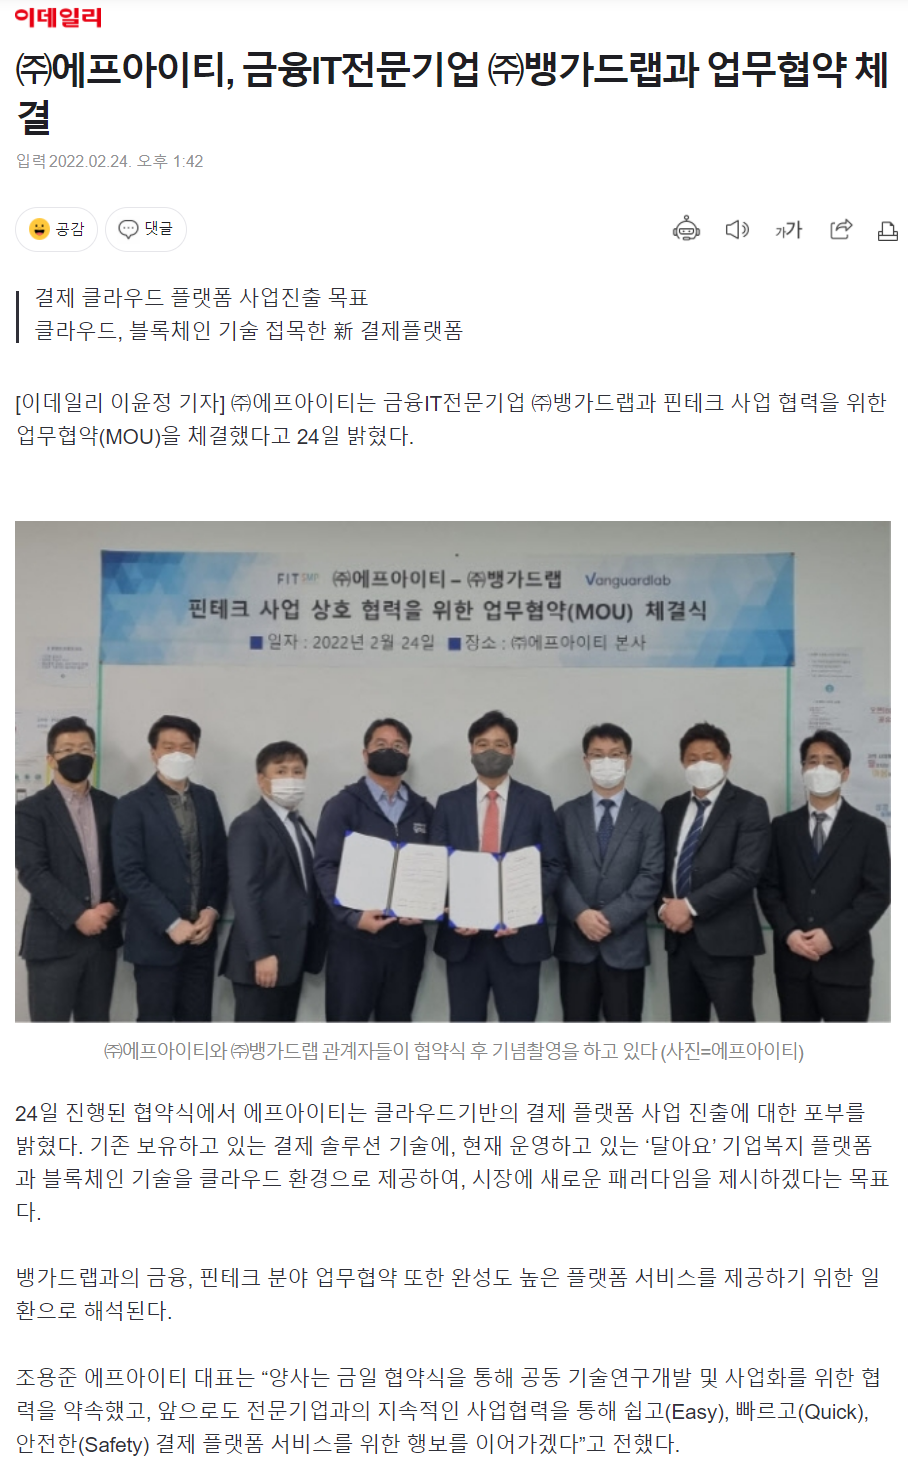 이데일리
㈜에프아이티, 금융IT전문기업 ㈜뱅가드랩과 업무협약 체
결
입력 2022.02.24. 오후 1:42
공감
댓글
가가
결제 클라우드 플랫폼 사업진출 목표
클라우드, 블록체인 기술 접목한 新 결제플랫폼
[이데일리 이윤정 기자] ㈜에프아이티는 금융IT전문기업 ㈜뱅가드랩과 핀테크 사업 협력을 위한
업무협약(MOU)을 체결했다고 24일 밝혔다.
FIT ㈜에프아이티 – ㈜뱅가드랩 Vanguardlab
핀테크 사업 상호 협력을 위한 업무협약(MOU) 체결식
■ 일자 : 2022년 2월 24일 ■ 장소 : ㈜에프아이티 본사
㈜에프아이티와 ㈜뱅가드랩 관계자들이 협약식 후 기념촬영을 하고 있다 (사진=에프아이티)
24일 진행된 협약식에서 에프아이티는 클라우드기반의 결제 플랫폼 사업 진출에 대한 포부를
밝혔다. 기존 보유하고 있는 결제 솔루션 기술에, 현재 운영하고 있는 ‘달아요’ 기업복지 플랫폼
과 블록체인 기술을 클라우드 환경으로 제공하여, 시장에 새로운 패러다임을 제시하겠다는 목표
다.
뱅가드랩과의 금융, 핀테크 분야 업무협약 또한 완성도 높은 플랫폼 서비스를 제공하기 위한 일
환으로 해석된다.
조용준 에프아이티 대표는 “양사는 금일 협약식을 통해 공동 기술연구개발 및 사업화를 위한 협
력을 약속했고, 앞으로도 전문기업과의 지속적인 사업협력을 통해 쉽고(Easy), 빠르고(Quick),
안전한(Safety) 결제 플랫폼 서비스를 위한 행보를 이어가겠다”고 전했다.